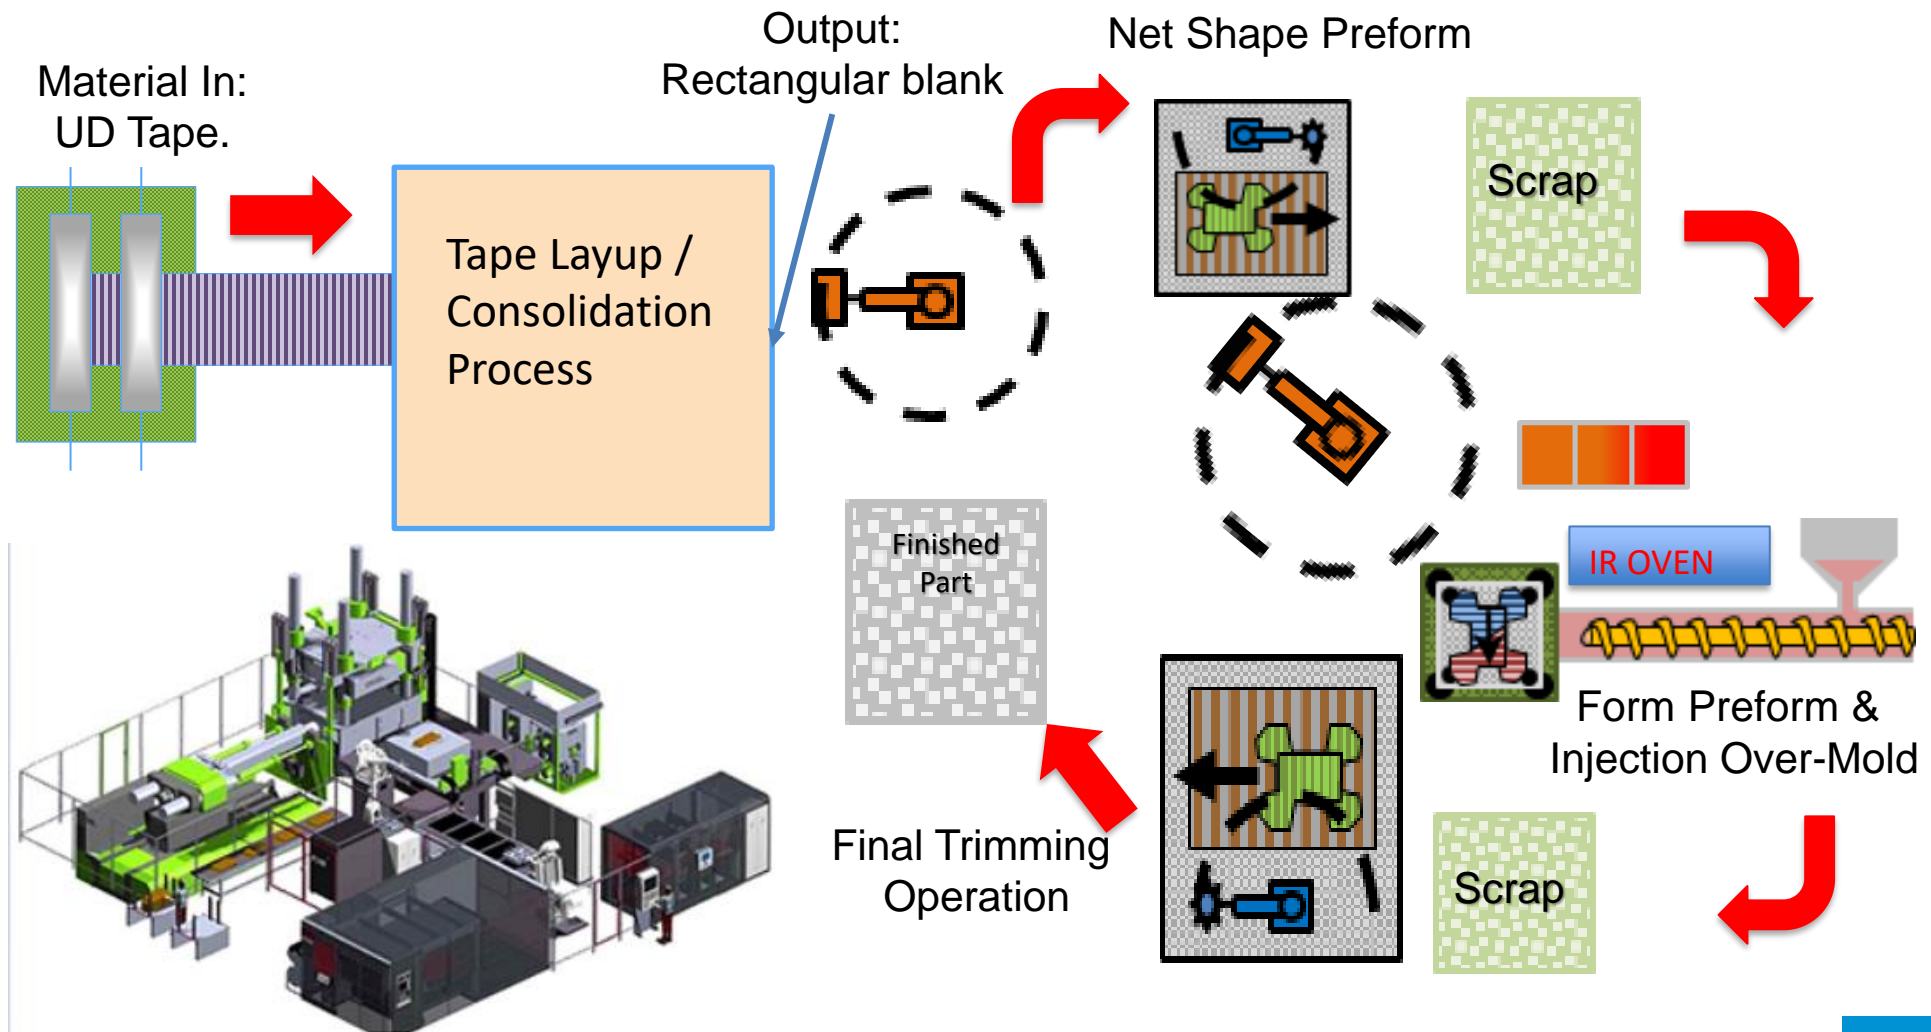 Material In:
UD Tape.
Output:
Rectangular blank
Net Shape Preform
Tape Layup /
Consolidation
Process
Scrap
IR OVEN
Form Preform &
Injection Over-Mold
Scrap
Final Trimming
Operation
Finished
Part